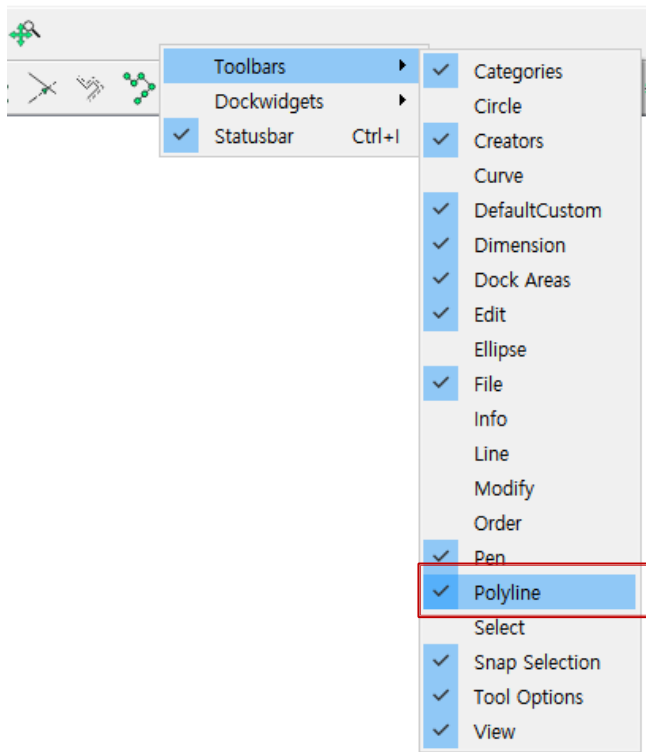 Toolbars
Dockwidgets
Statusbar Ctrl+I
Categories
Circle
Creators
Curve
DefaultCustom
Dimension
Dock Areas
Edit
Ellipse
File
Info
Line
Modify
Order
Pen
Polyline
Select
Snap Selection
Tool Options
View